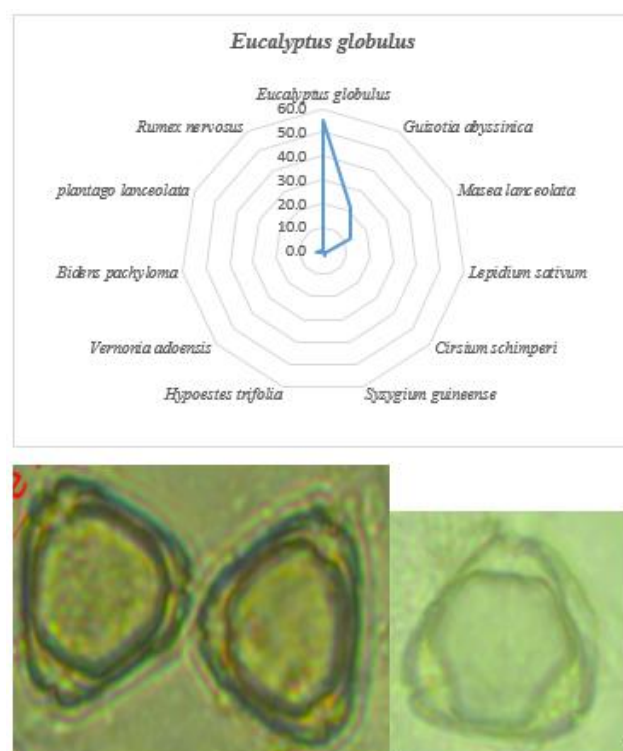 Eucalyptus globulus
Eucalyptus globulus
60.0
Rumex nervosus
Guizotia abyssinica
50.0
40.0
plantago lanceolata
Masea lanceolata
30.0
20.0
10.0
0.0
Bidens pachyloma
Lepidium sativum
Vernonia adoensis
Cirsium schimperi
Hypoestes trifolia
Syzygium guineense